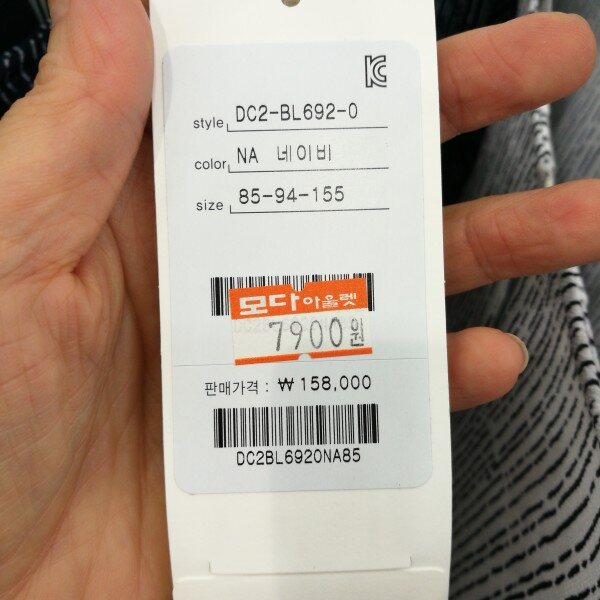 KC
style DC2-BL692-0
color NA 네이비
size 85-94-155
모다아울렛
7900원
판매가격 : ₩ 158,000
DC2BL6920NA85